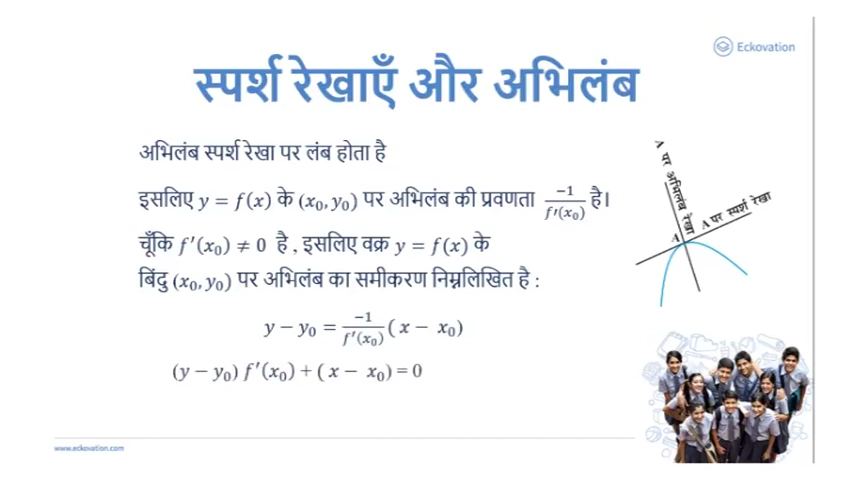 Eckovation
स्पर्श रेखाएँ और अभिलंब
अभिलंब स्पर्श रेखा पर लंब होता है
इसलिए y = f(x) के (x₀, y₀) पर अभिलंब की प्रवणता −1/f′(x₀) है।
चूँकि f′(x₀) ≠ 0 है , इसलिए वक्र y = f(x) के
बिंदु (x₀, y₀) पर अभिलंब का समीकरण निम्नलिखित है :
y − y₀ = −1/f′(x₀) ( x − x₀)
(y − y₀) f′(x₀) + ( x − x₀) = 0
A पर अभिलंब रेखा
A पर स्पर्श रेखा
A
www.eckovation.com